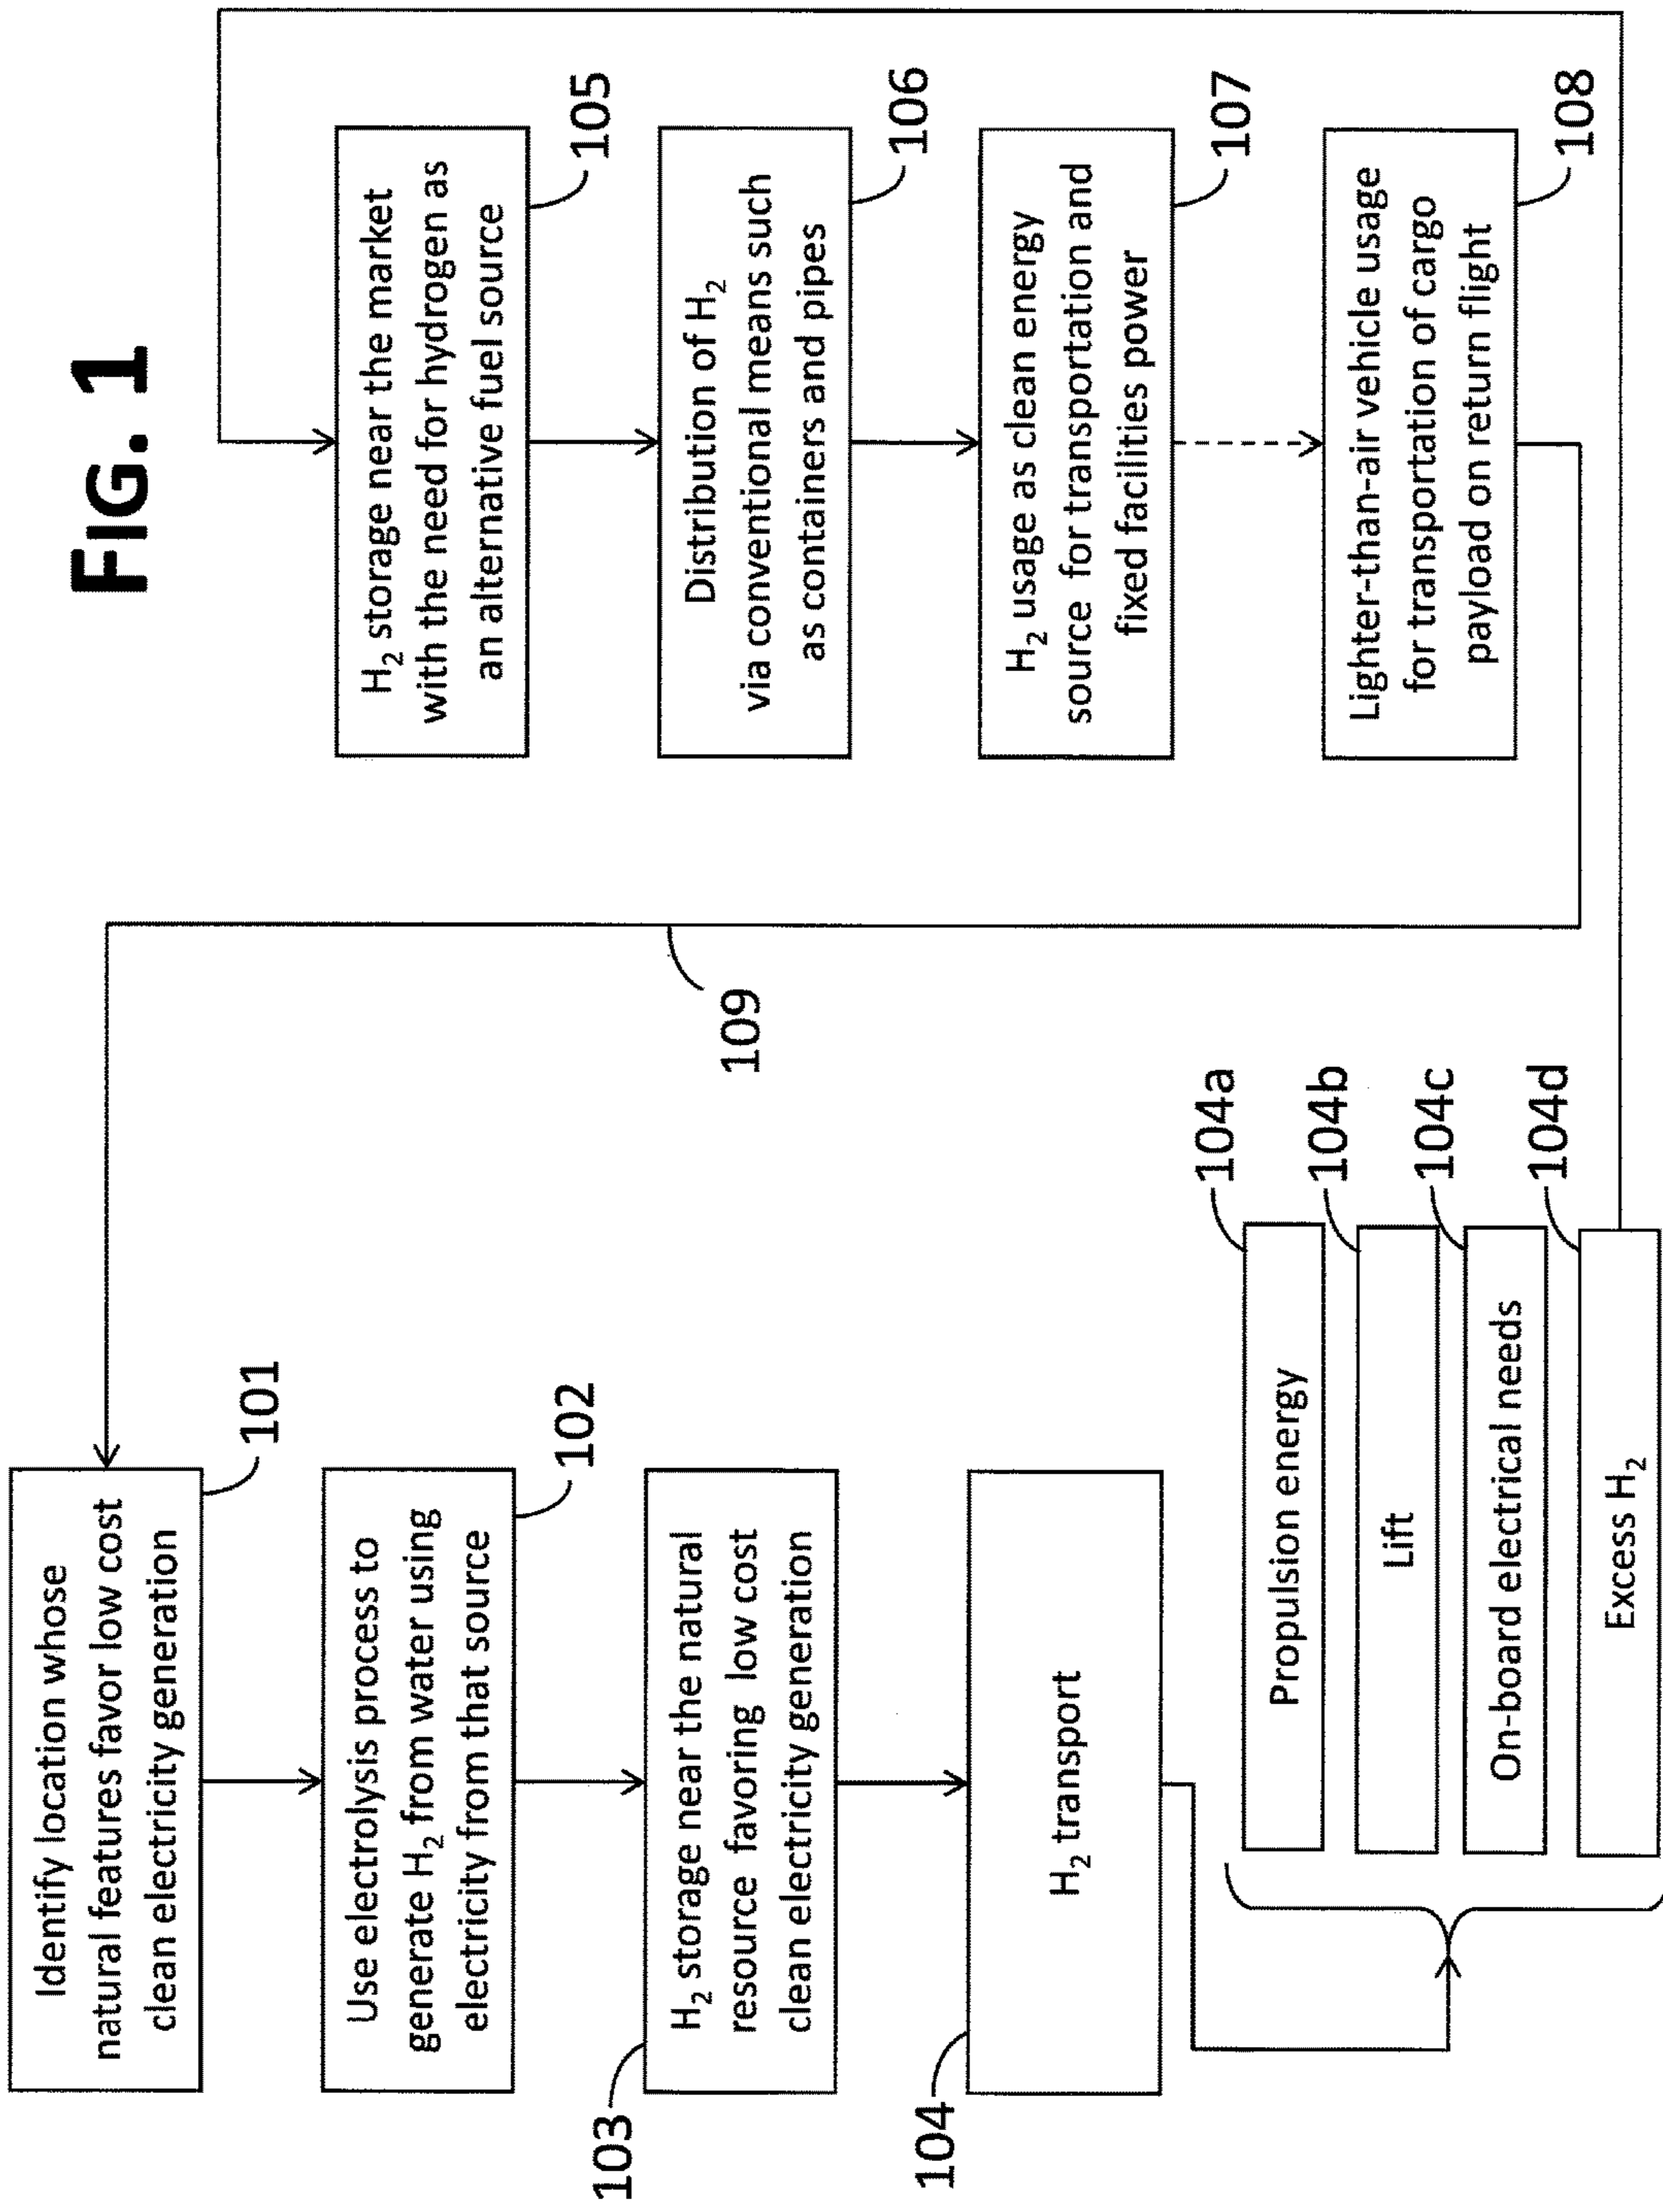 FIG. 1
Identify location whose
natural features favor low cost
clean electricity generation
101
Use electrolysis process to
generate H₂ from water using
electricity from that source
102
H₂ storage near the natural
resource favoring low cost
clean electricity generation
103
H₂ transport
104
Propulsion energy
104a
Lift
104b
On-board electrical needs
104c
Excess H₂
104d
H₂ storage near the market
with the need for hydrogen as
an alternative fuel source
105
Distribution of H₂
via conventional means such
as containers and pipes
106
H₂ usage as clean energy
source for transportation and
fixed facilities power
107
Lighter-than-air vehicle usage
for transportation of cargo
payload on return flight
108
109